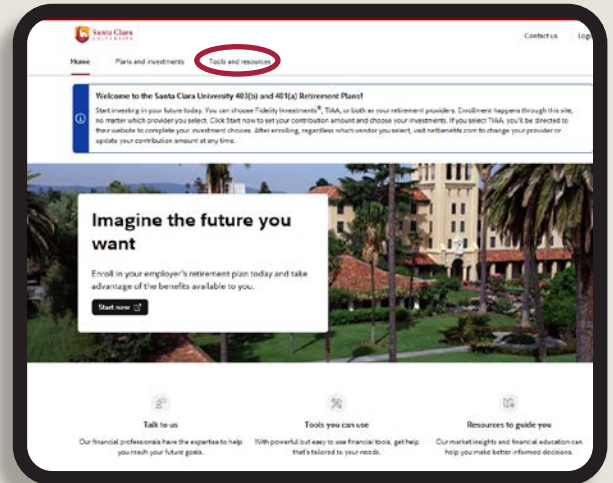 Santa Clara
UNIVERSITY
Contact us Log
Home Plans and investments Tools and resources
Welcome to the Santa Clara University 403(b) and 401(a) Retirement Plans!
Start investing in your future today. You can choose Fidelity Investments®, TIAA, or both as your retirement providers. Enrollment happens through this site,
no matter which provider you select. Click Start now to set your contribution amount and choose your investments. If you select TIAA, you'll be directed to
their website to complete your investment choices. After enrolling, regardless which vendor you select, visit netbenefits.com to change your provider or
update your contribution amount at any time.
Imagine the future you
want
Enroll in your employer's retirement plan today and take
advantage of the benefits available to you.
Start now
Talk to us
Our financial professionals have the expertise to help
you reach your future goals.
Tools you can use
With powerful but easy to use financial tools, get help
that's tailored to your needs.
Resources to guide you
Our market insights and financial education can
help you make better informed decisions.